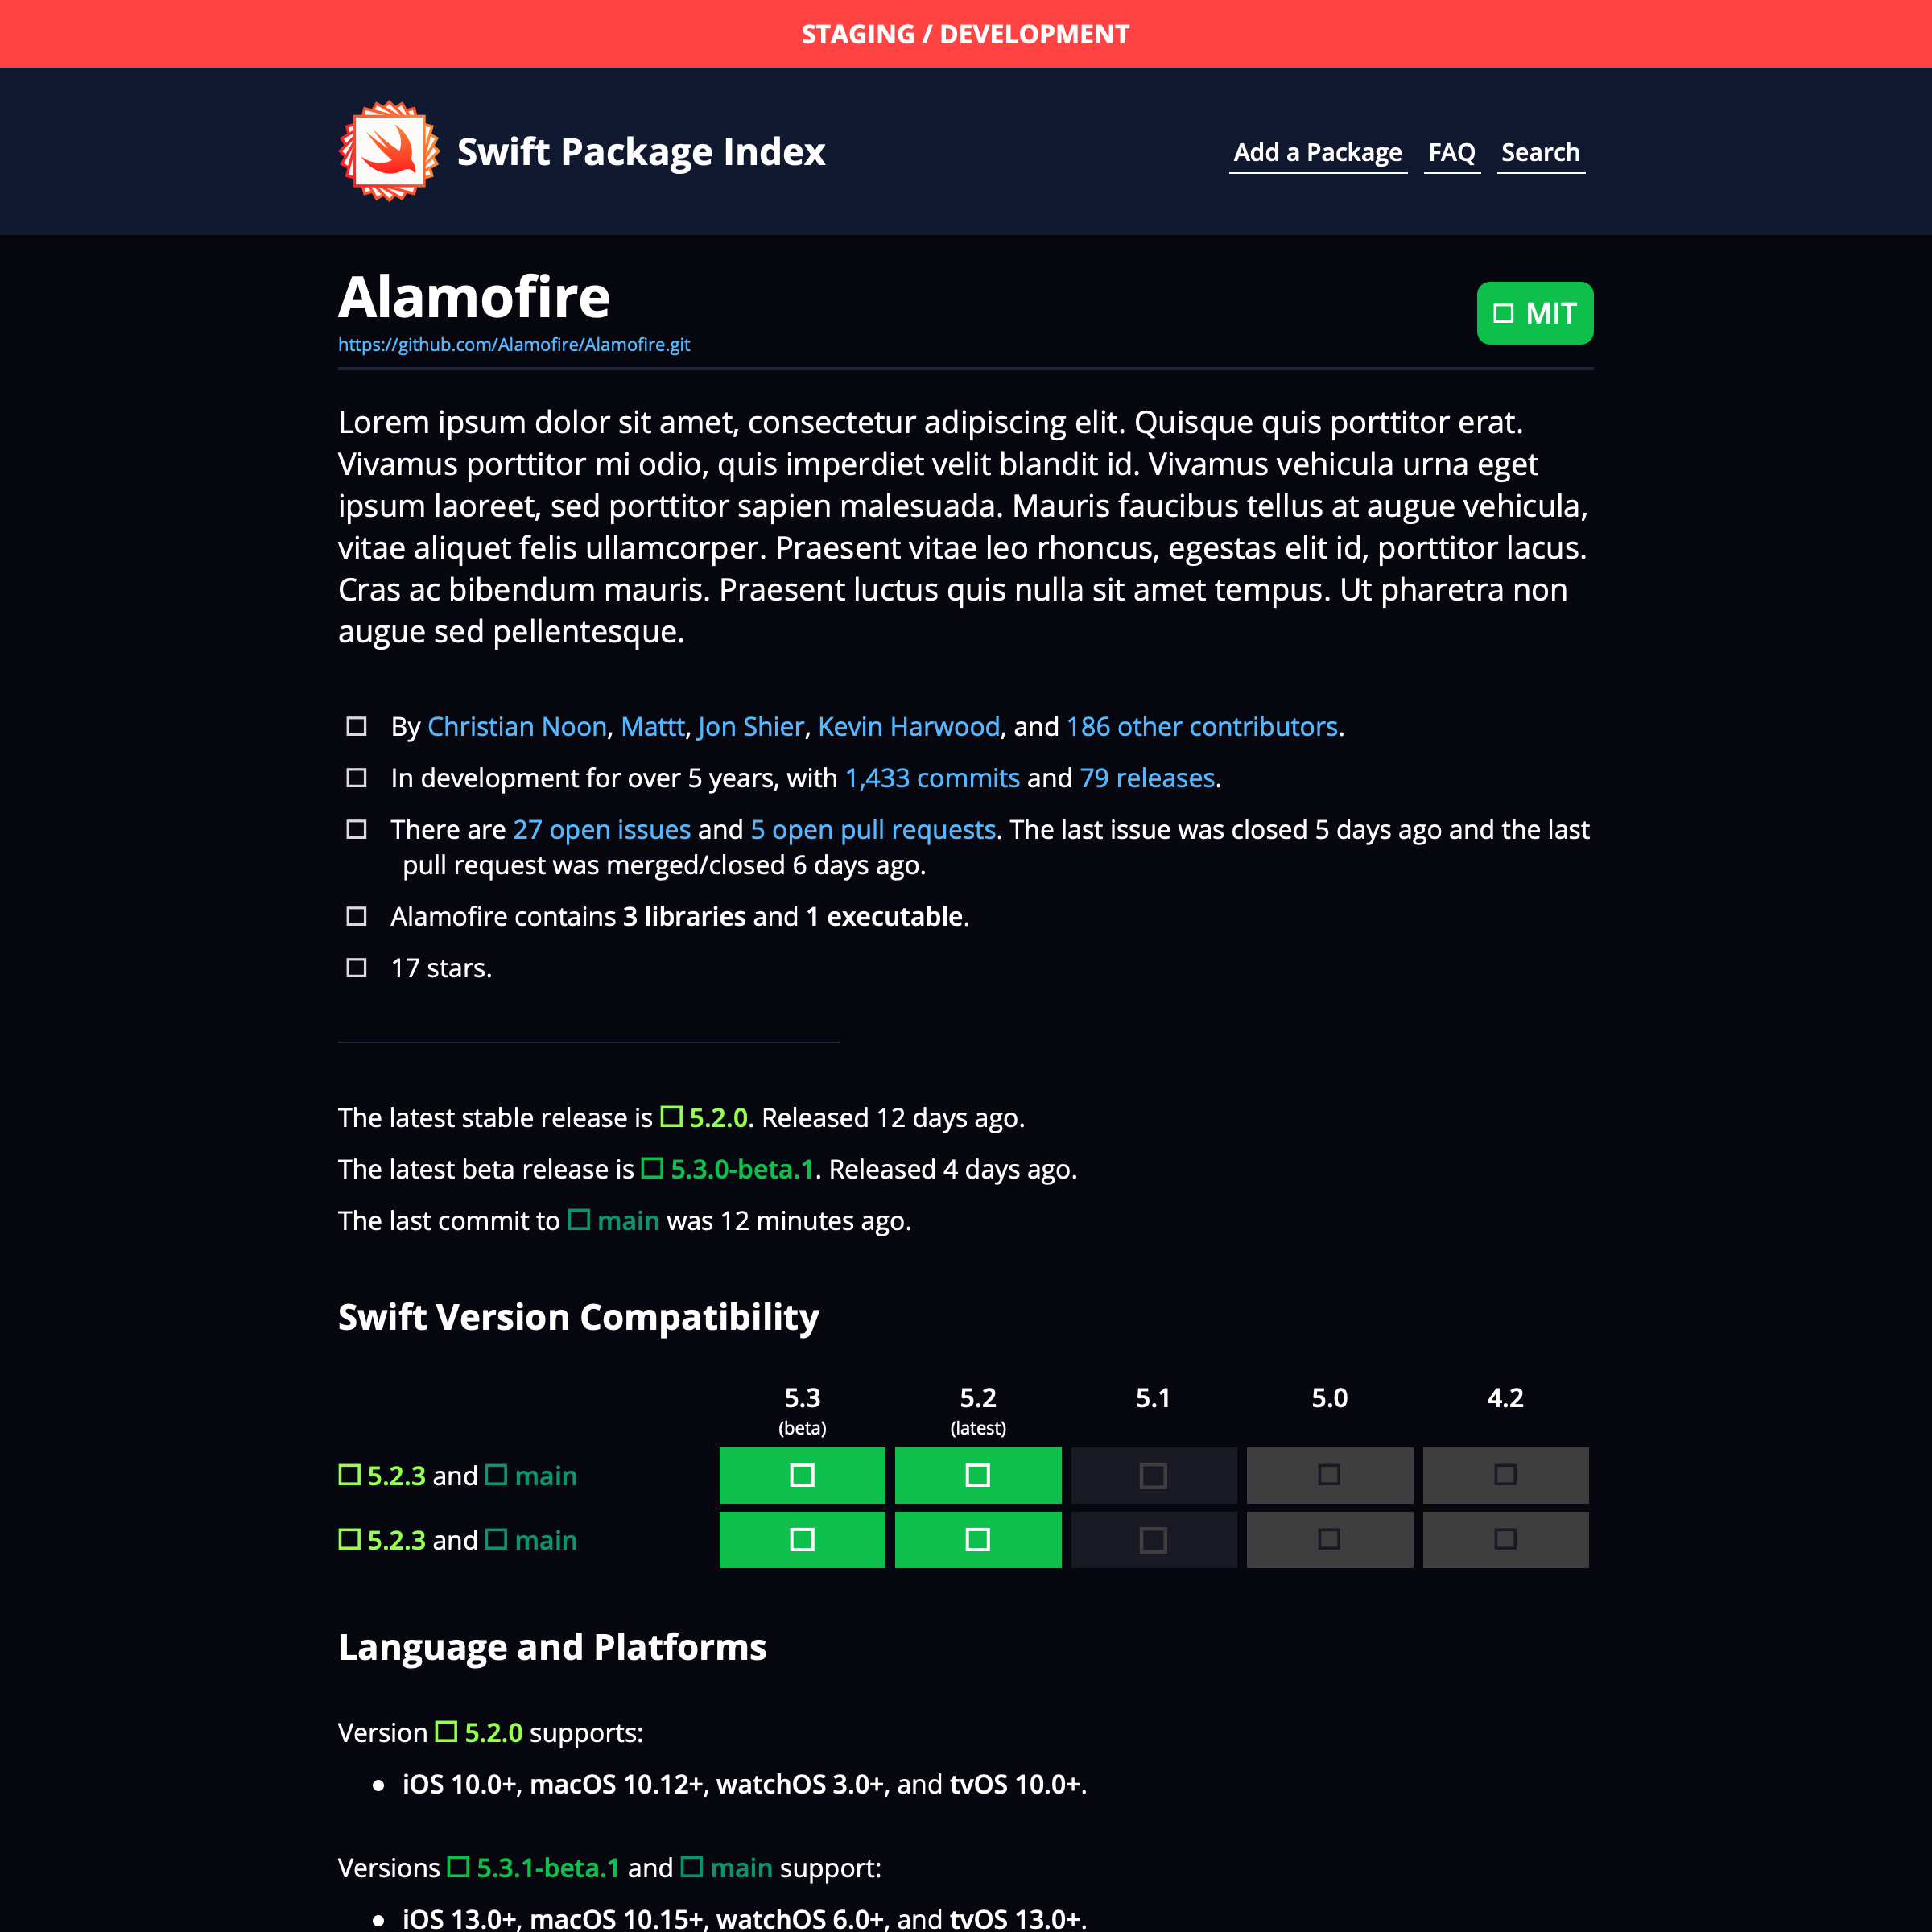 STAGING / DEVELOPMENT
Swift Package Index
Add a Package FAQ Search
Alamofire
MIT
https://github.com/Alamofire/Alamofire.git
Lorem ipsum dolor sit amet, consectetur adipiscing elit. Quisque quis porttitor erat.
Vivamus porttitor mi odio, quis imperdiet velit blandit id. Vivamus vehicula urna eget
ipsum laoreet, sed porttitor sapien malesuada. Mauris faucibus tellus at augue vehicula,
vitae aliquet felis ullamcorper. Praesent vitae leo rhoncus, egestas elit id, porttitor lacus.
Cras ac bibendum mauris. Praesent luctus quis nulla sit amet tempus. Ut pharetra non
augue sed pellentesque.
By Christian Noon, Mattt, Jon Shier, Kevin Harwood, and 186 other contributors.
In development for over 5 years, with 1,433 commits and 79 releases.
There are 27 open issues and 5 open pull requests. The last issue was closed 5 days ago and the last
pull request was merged/closed 6 days ago.
Alamofire contains 3 libraries and 1 executable.
17 stars.
The latest stable release is 5.2.0. Released 12 days ago.
The latest beta release is 5.3.0-beta.1. Released 4 days ago.
The last commit to main was 12 minutes ago.
Swift Version Compatibility
5.3 5.2 5.1 5.0 4.2
(beta) (latest)
5.2.3 and main
5.2.3 and main
Language and Platforms
Version 5.2.0 supports:
• iOS 10.0+, macOS 10.12+, watchOS 3.0+, and tvOS 10.0+.
Versions 5.3.1-beta.1 and main support:
• iOS 13.0+, macOS 10.15+, watchOS 6.0+, and tvOS 13.0+.